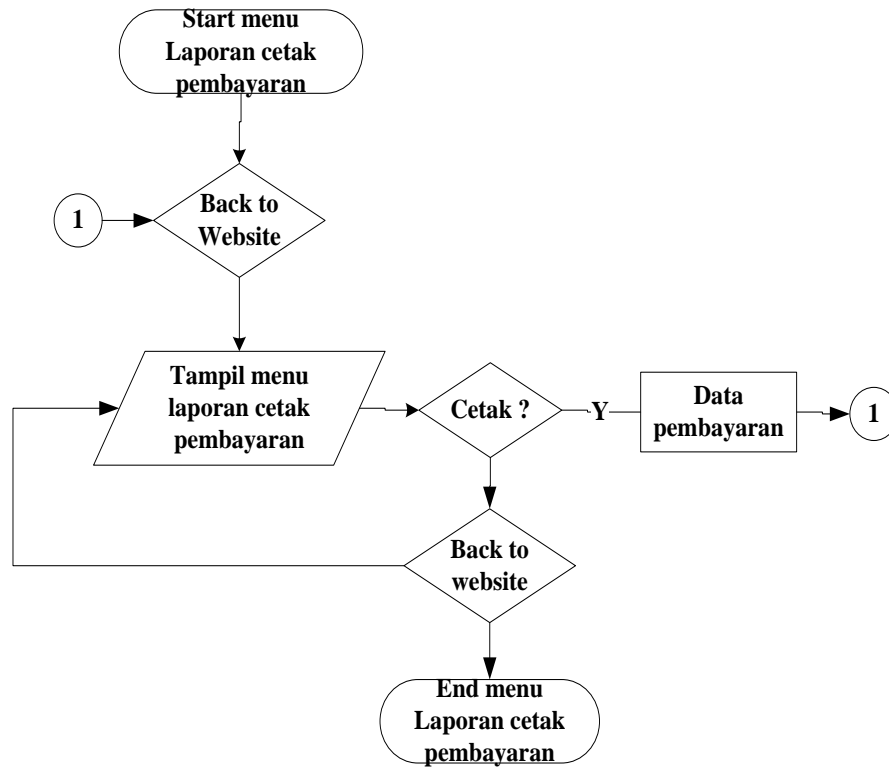 Start menu
Laporan cetak
pembayaran
1
Back to
Website
Tampil menu
laporan cetak
pembayaran
Cetak ?
Y
Data
pembayaran
1
Back to
website
End menu
Laporan cetak
pembayaran